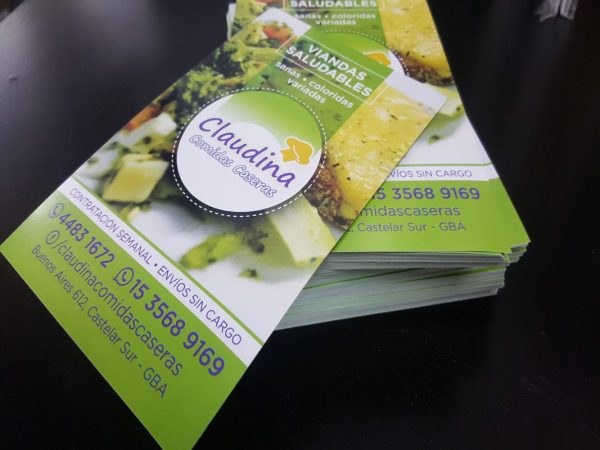 VIANDAS
SALUDABLES
sanas • coloridas
variadas
Claudina
Comidas Caseras
CONTRATACIÓN SEMANAL • ENVÍOS SIN CARGO
4483 1672 15 3568 9169
/claudinacomidascaseras
Buenos Aires 612, Castelar Sur - GBA
SALUDABLES
sanas • coloridas
variadas
ENVÍOS SIN CARGO
15 3568 9169
comidascaseras
, Castelar Sur - GBA